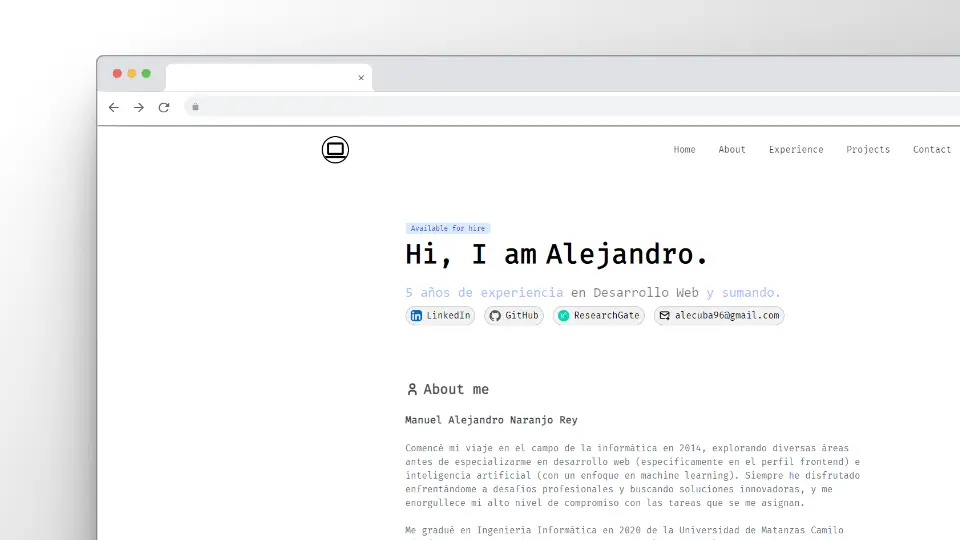 Home About Experience Projects Contact
Available for hire
Hi, I am Alejandro.
5 años de experiencia en Desarrollo Web y sumando.
LinkedIn GitHub ResearchGate alecuba96@gmail.com
About me
Manuel Alejandro Naranjo Rey
Comencé mi viaje en el campo de la informática en 2014, explorando diversas áreas
antes de especializarme en desarrollo web (específicamente en el perfil frontend) e
inteligencia artificial (con un enfoque en machine learning). Siempre he disfrutado
enfrentándome a desafíos profesionales y buscando soluciones innovadoras, y me
enorgullece mi alto nivel de compromiso con las tareas que se me asignan.
Me gradué en Ingeniería Informática en 2020 de la Universidad de Matanzas Camilo